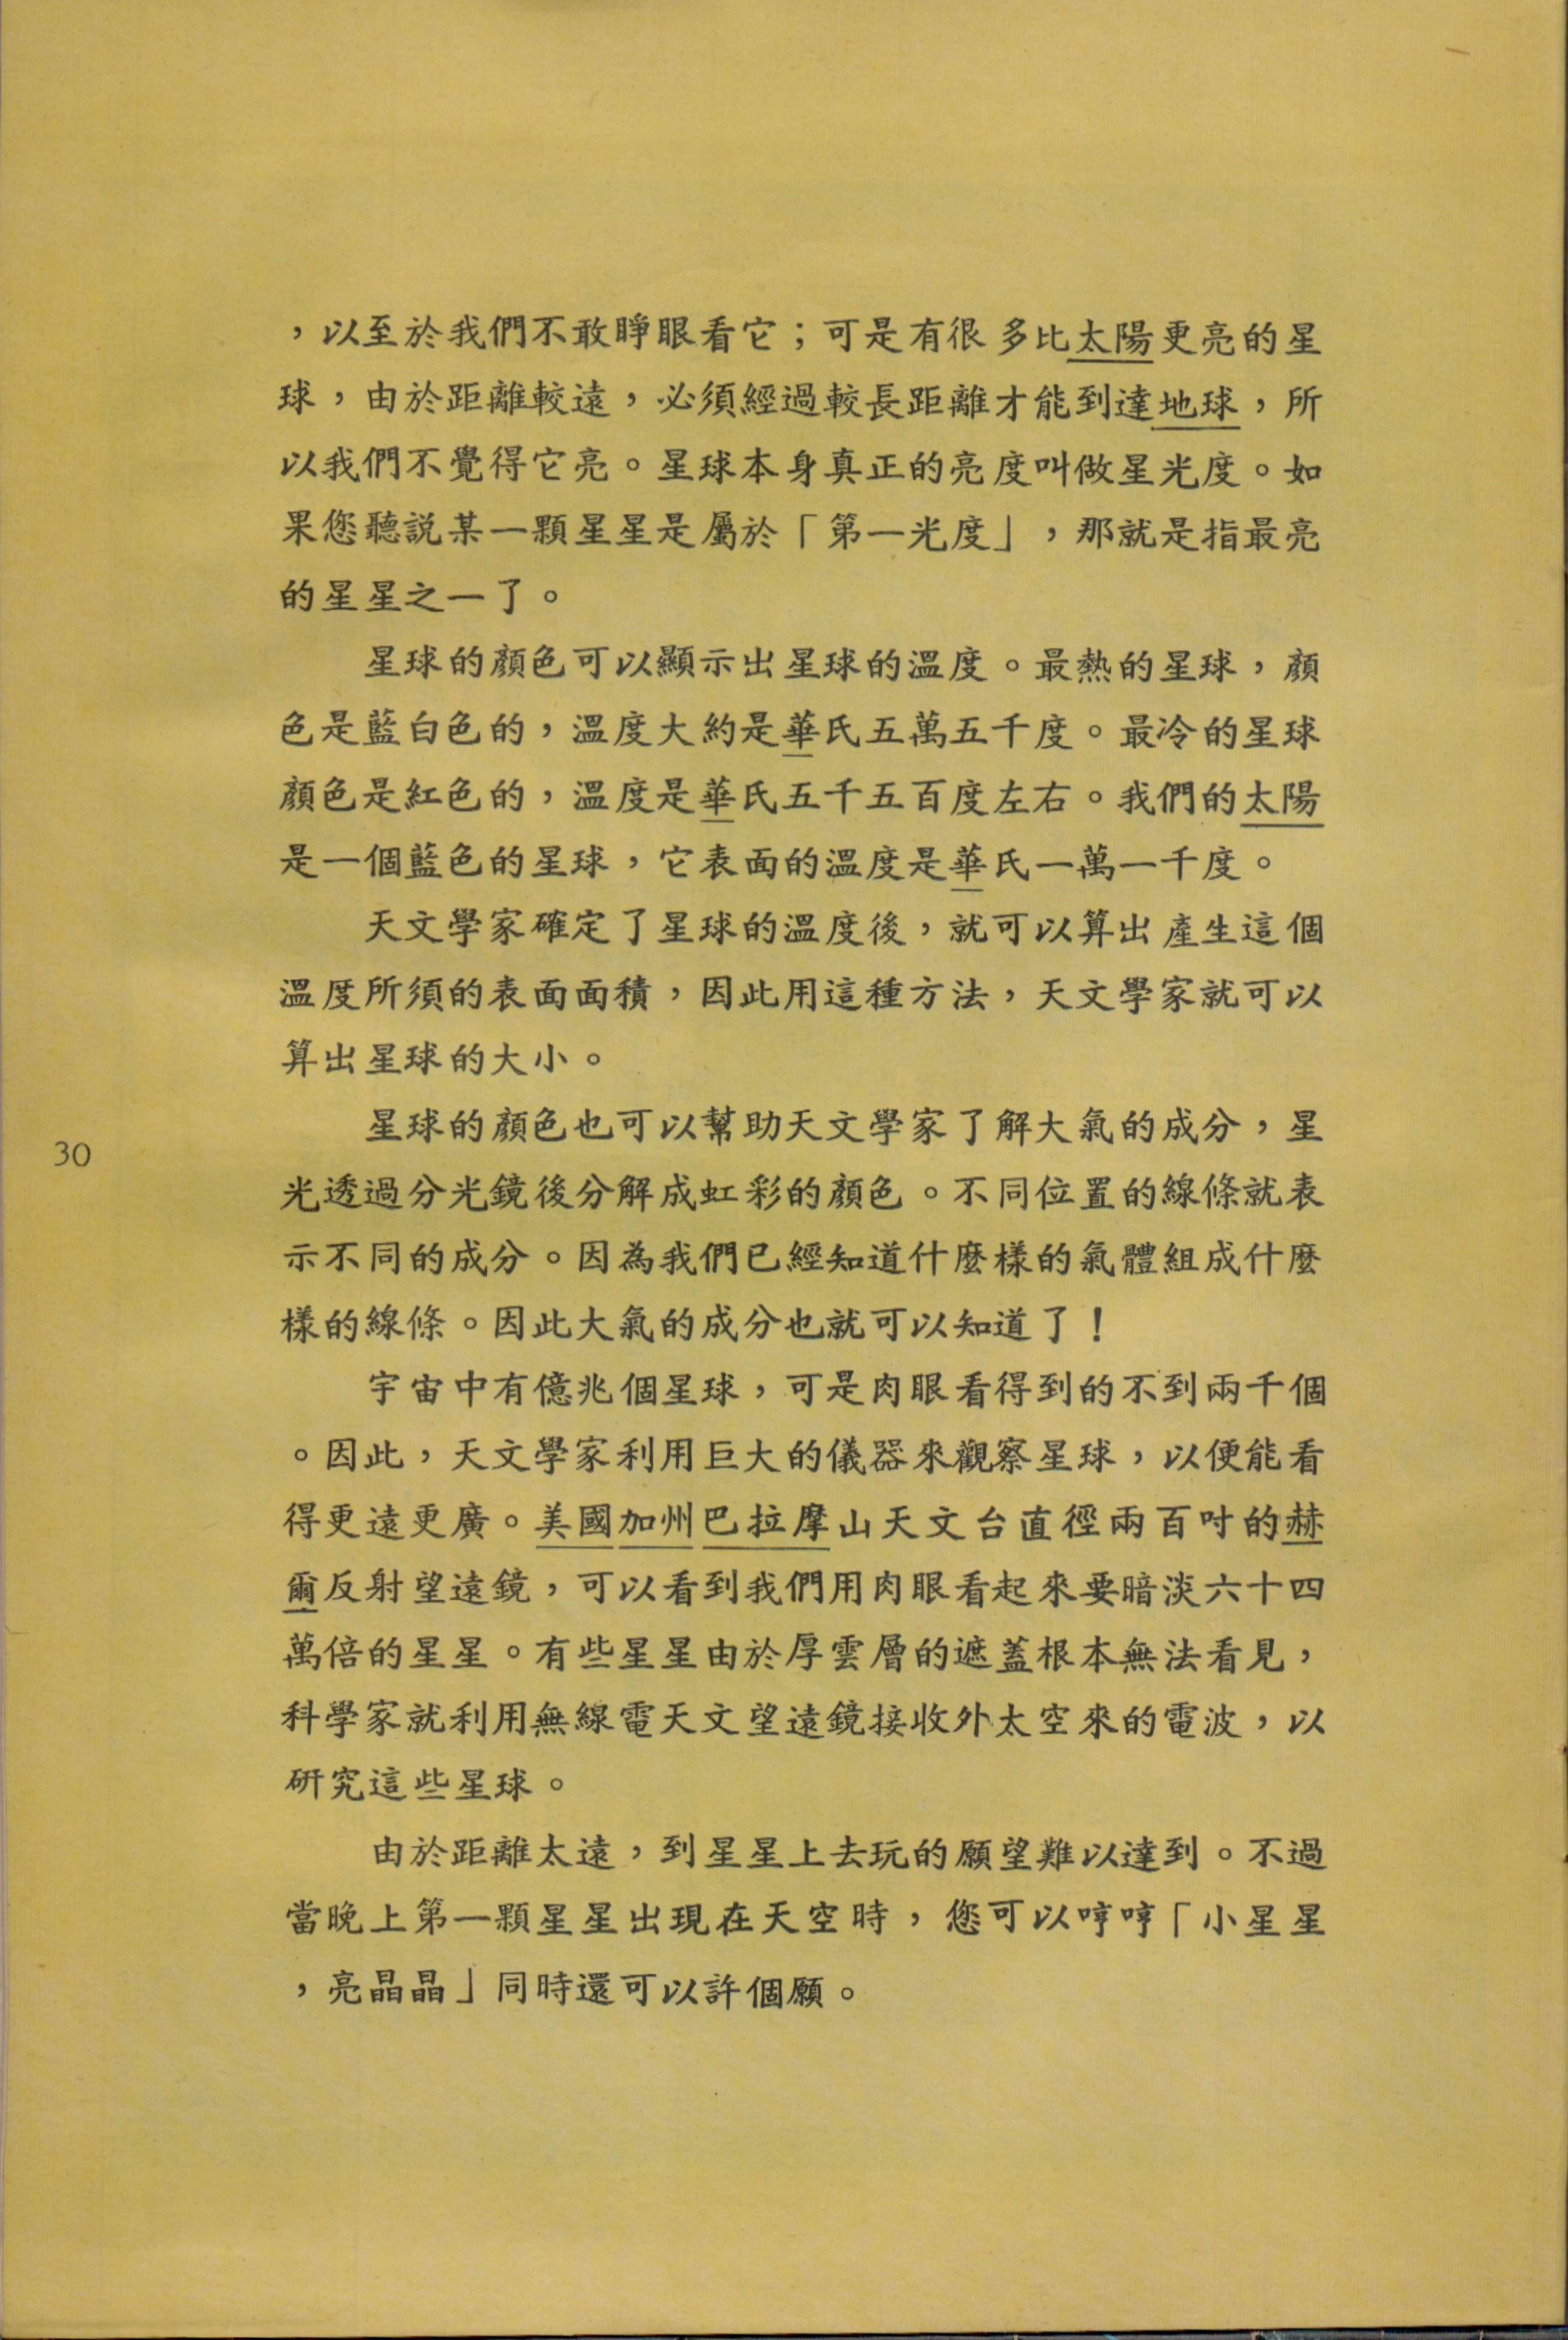 ，以至於我們不敢睜眼看它；可是有很多比太陽更亮的星
球，由於距離較遠，必須經過較長距離才能到達地球，所
以我們不覺得它亮。星球本身真正的亮度叫做星光度。如
果您聽説某一顆星星是屬於「第一光度」，那就是指最亮
的星星之一了。
星球的顏色可以顯示出星球的溫度。最熱的星球，顏
色是藍白色的，溫度大約是華氏五萬五千度。最冷的星球
顏色是紅色的，溫度是華氏五千五百度左右。我們的太陽
是一個藍色的星球，它表面的溫度是華氏一萬一千度。
天文學家確定了星球的溫度後，就可以算出產生這個
溫度所須的表面面積，因此用這種方法，天文學家就可以
算出星球的大小。
星球的顏色也可以幫助天文學家了解大氣的成分，星
光透過分光鏡後分解成虹彩的顏色。不同位置的線條就表
示不同的成分。因為我們已經知道什麼樣的氣體組成什麼
樣的線條。因此大氣的成分也就可以知道了！
宇宙中有億兆個星球，可是肉眼看得到的不到兩千個
。因此，天文學家利用巨大的儀器來觀察星球，以便能看
得更遠更廣。美國加州巴拉摩山天文台直徑兩百吋的赫
爾反射望遠鏡，可以看到我們用肉眼看起來要暗淡六十四
萬倍的星星。有些星星由於厚雲層的遮蓋根本無法看見，
科學家就利用無線電天文望遠鏡接收外太空來的電波，以
研究這些星球。
由於距離太遠，到星星上去玩的願望難以達到。不過
當晚上第一顆星星出現在天空時，您可以哼哼「小星星
，亮晶晶」同時還可以許個願。
30